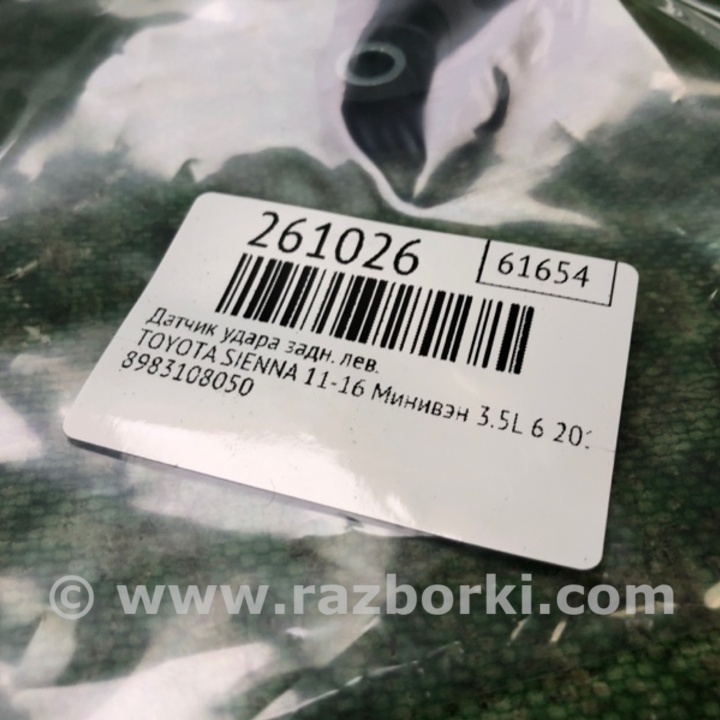 261026
61654
Датчик удара задн. лев.
TOYOTA SIENNA 11-16 Минивэн 3.5L 6
8983108050
© www.razborki.com